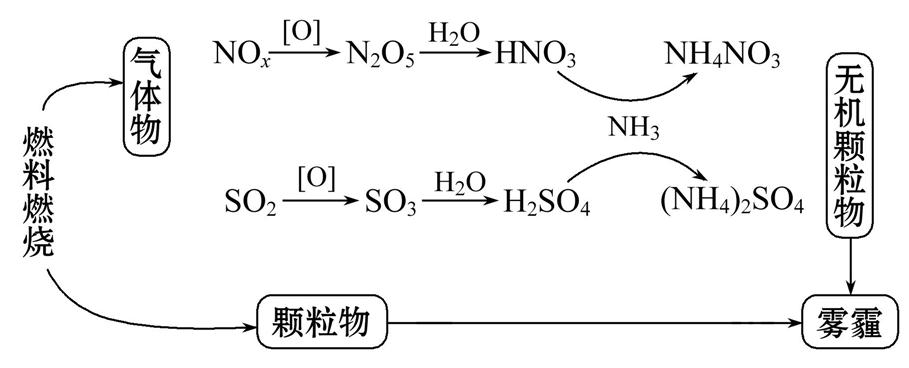 燃料燃烧
气体物
NOx [O] N2O5 H2O HNO3 NH4NO3
NH3
SO2 [O] SO3 H2O H2SO4 (NH4)2SO4
无机颗粒物
颗粒物
雾霾